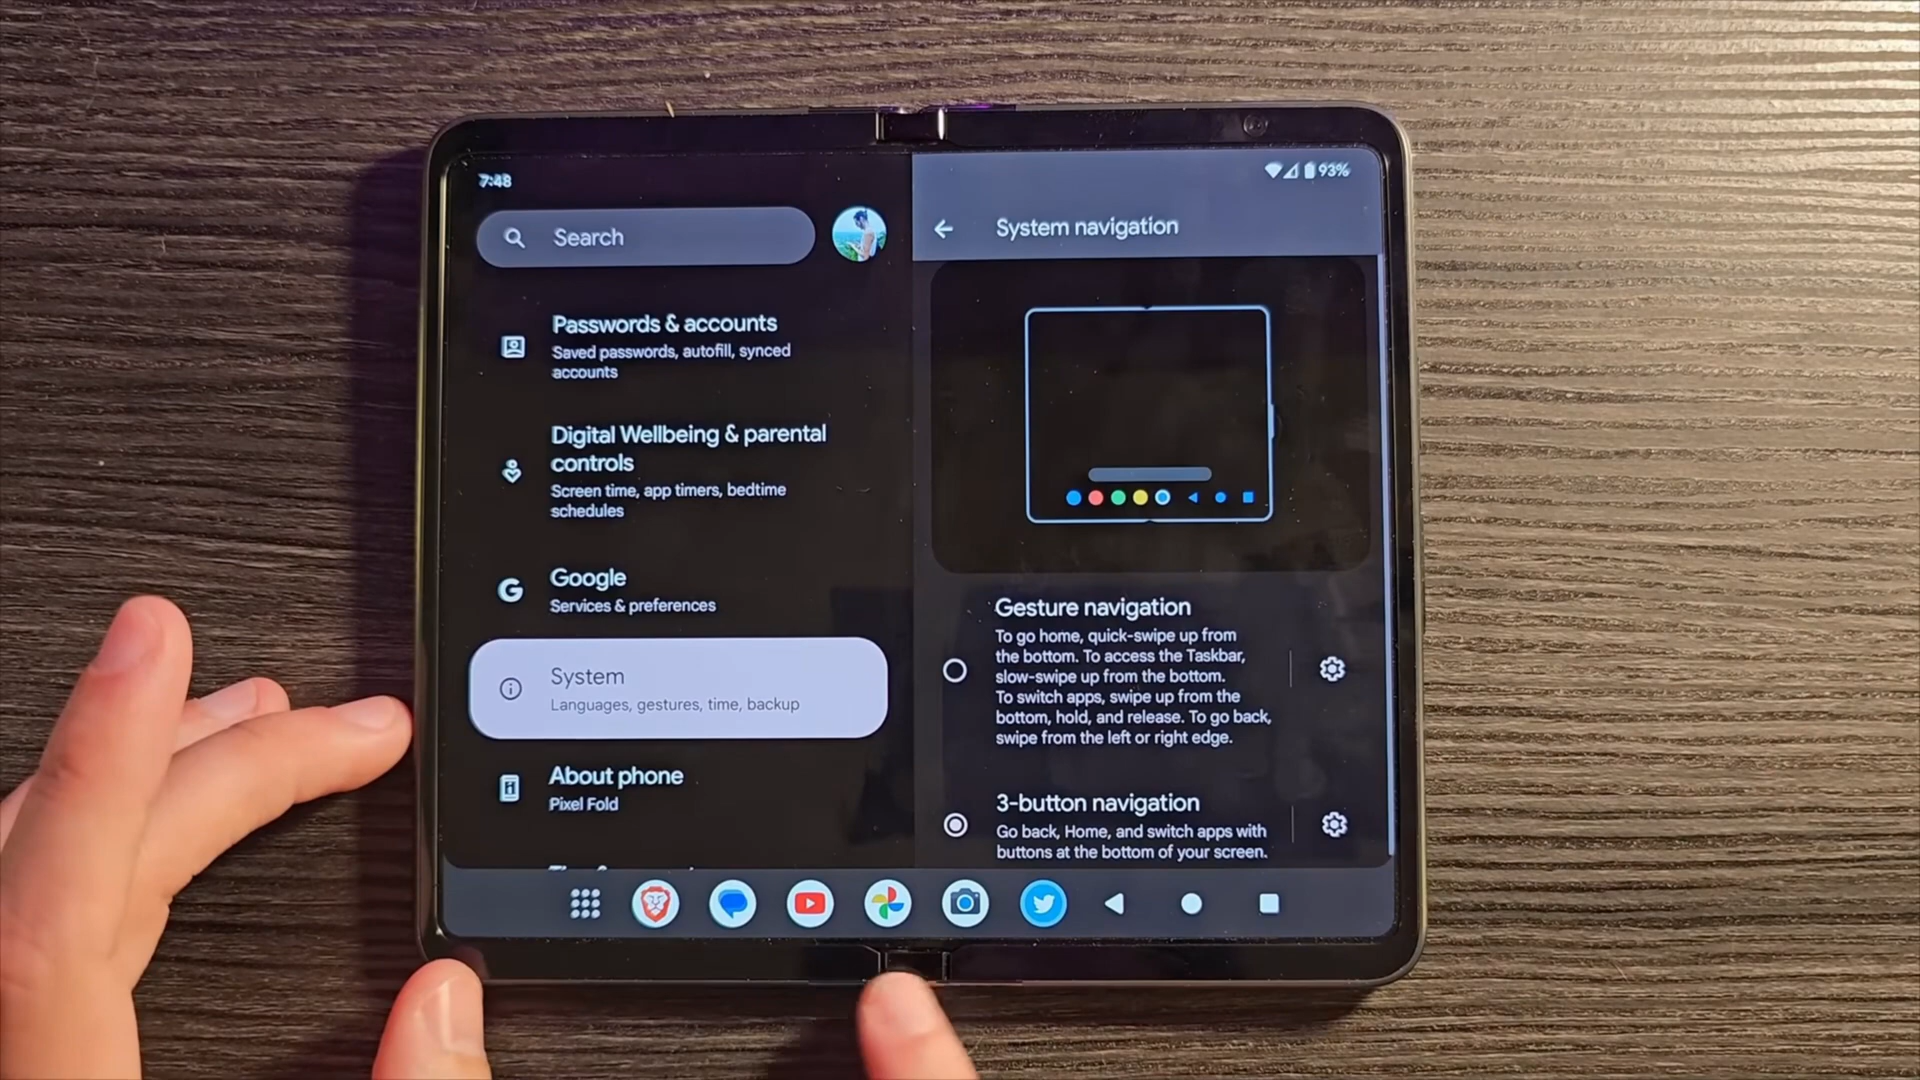 7:48
93%
Search
Passwords & accounts
Saved passwords, autofill, synced
accounts
Digital Wellbeing & parental
controls
Screen time, app timers, bedtime
schedules
Google
Services & preferences
System
Languages, gestures, time, backup
About phone
Pixel Fold
System navigation
Gesture navigation
To go home, quick-swipe up from
the bottom. To access the Taskbar,
slow-swipe up from the bottom.
To switch apps, swipe up from the
bottom, hold, and release. To go back,
swipe from the left or right edge.
3-button navigation
Go back, Home, and switch apps with
buttons at the bottom of your screen.